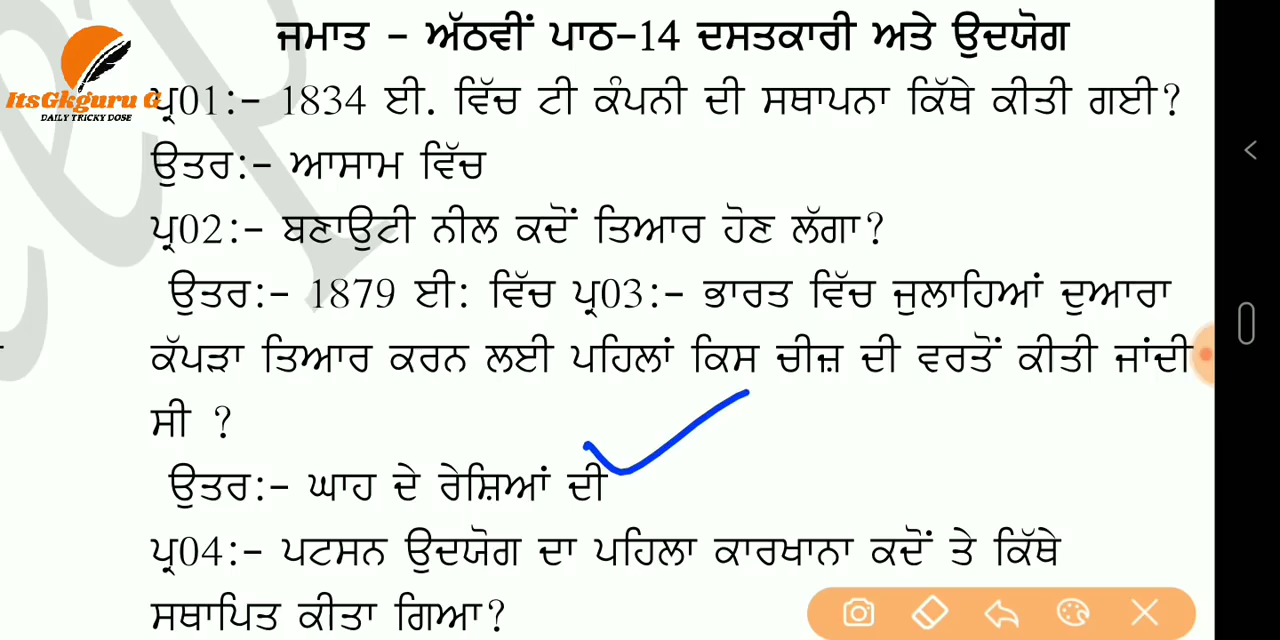 ਜਮਾਤ - ਅੱਠਵੀਂ ਪਾਠ-14 ਦਸਤਕਾਰੀ ਅਤੇ ਉਦਯੋਗ
ItsGkguru G
DAILY TRICKY DOSE
ਪ੍ਰ01:- 1834 ਈ. ਵਿੱਚ ਟੀ ਕੰਪਨੀ ਦੀ ਸਥਾਪਨਾ ਕਿੱਥੇ ਕੀਤੀ ਗਈ?
ਉਤਰ:- ਆਸਾਮ ਵਿੱਚ
ਪ੍ਰ02:- ਬਣਾਉਟੀ ਨੀਲ ਕਦੋਂ ਤਿਆਰ ਹੋਣ ਲੱਗਾ?
ਉਤਰ:- 1879 ਈ: ਵਿੱਚ ਪ੍ਰ03:- ਭਾਰਤ ਵਿੱਚ ਜੁਲਾਹਿਆਂ ਦੁਆਰਾ
ਕੱਪੜਾ ਤਿਆਰ ਕਰਨ ਲਈ ਪਹਿਲਾਂ ਕਿਸ ਚੀਜ਼ ਦੀ ਵਰਤੋਂ ਕੀਤੀ ਜਾਂਦੀ
ਸੀ ?
ਉਤਰ:- ਘਾਹ ਦੇ ਰੇਸ਼ਿਆਂ ਦੀ
ਪ੍ਰ04:- ਪਟਸਨ ਉਦਯੋਗ ਦਾ ਪਹਿਲਾ ਕਾਰਖਾਨਾ ਕਦੋਂ ਤੇ ਕਿੱਥੇ
ਸਥਾਪਿਤ ਕੀਤਾ ਗਿਆ?